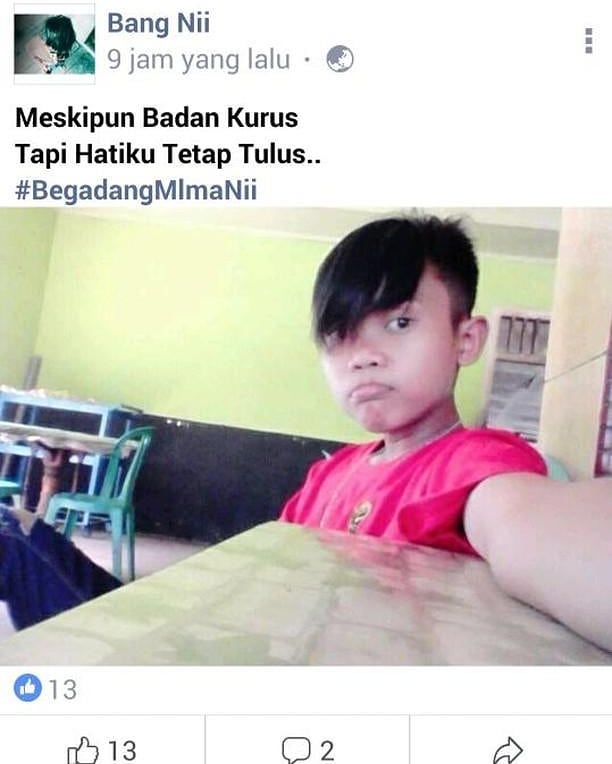 Bang Nii
9 jam yang lalu ·
Meskipun Badan Kurus
Tapi Hatiku Tetap Tulus..
#BegadangMlmaNii
13
13 2